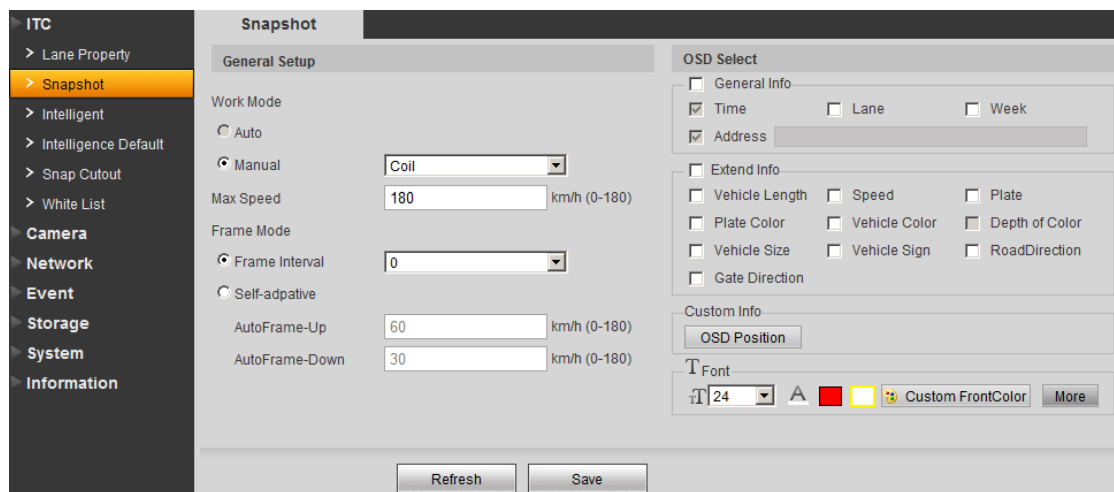 ITC
Lane Property
Snapshot
Intelligent
Intelligence Default
Snap Cutout
White List
Camera
Network
Event
Storage
System
Information
Snapshot
General Setup
Work Mode
Auto
Manual Coil
Max Speed 180 km/h (0-180)
Frame Mode
Frame Interval 0
Self-adpative
AutoFrame-Up 60 km/h (0-180)
AutoFrame-Down 30 km/h (0-180)
Refresh Save
OSD Select
General Info
Time Lane Week
Address
Extend Info
Vehicle Length Speed Plate
Plate Color Vehicle Color Depth of Color
Vehicle Size Vehicle Sign RoadDirection
Gate Direction
Custom Info
OSD Position
T Font
TT 24 A Custom FrontColor More